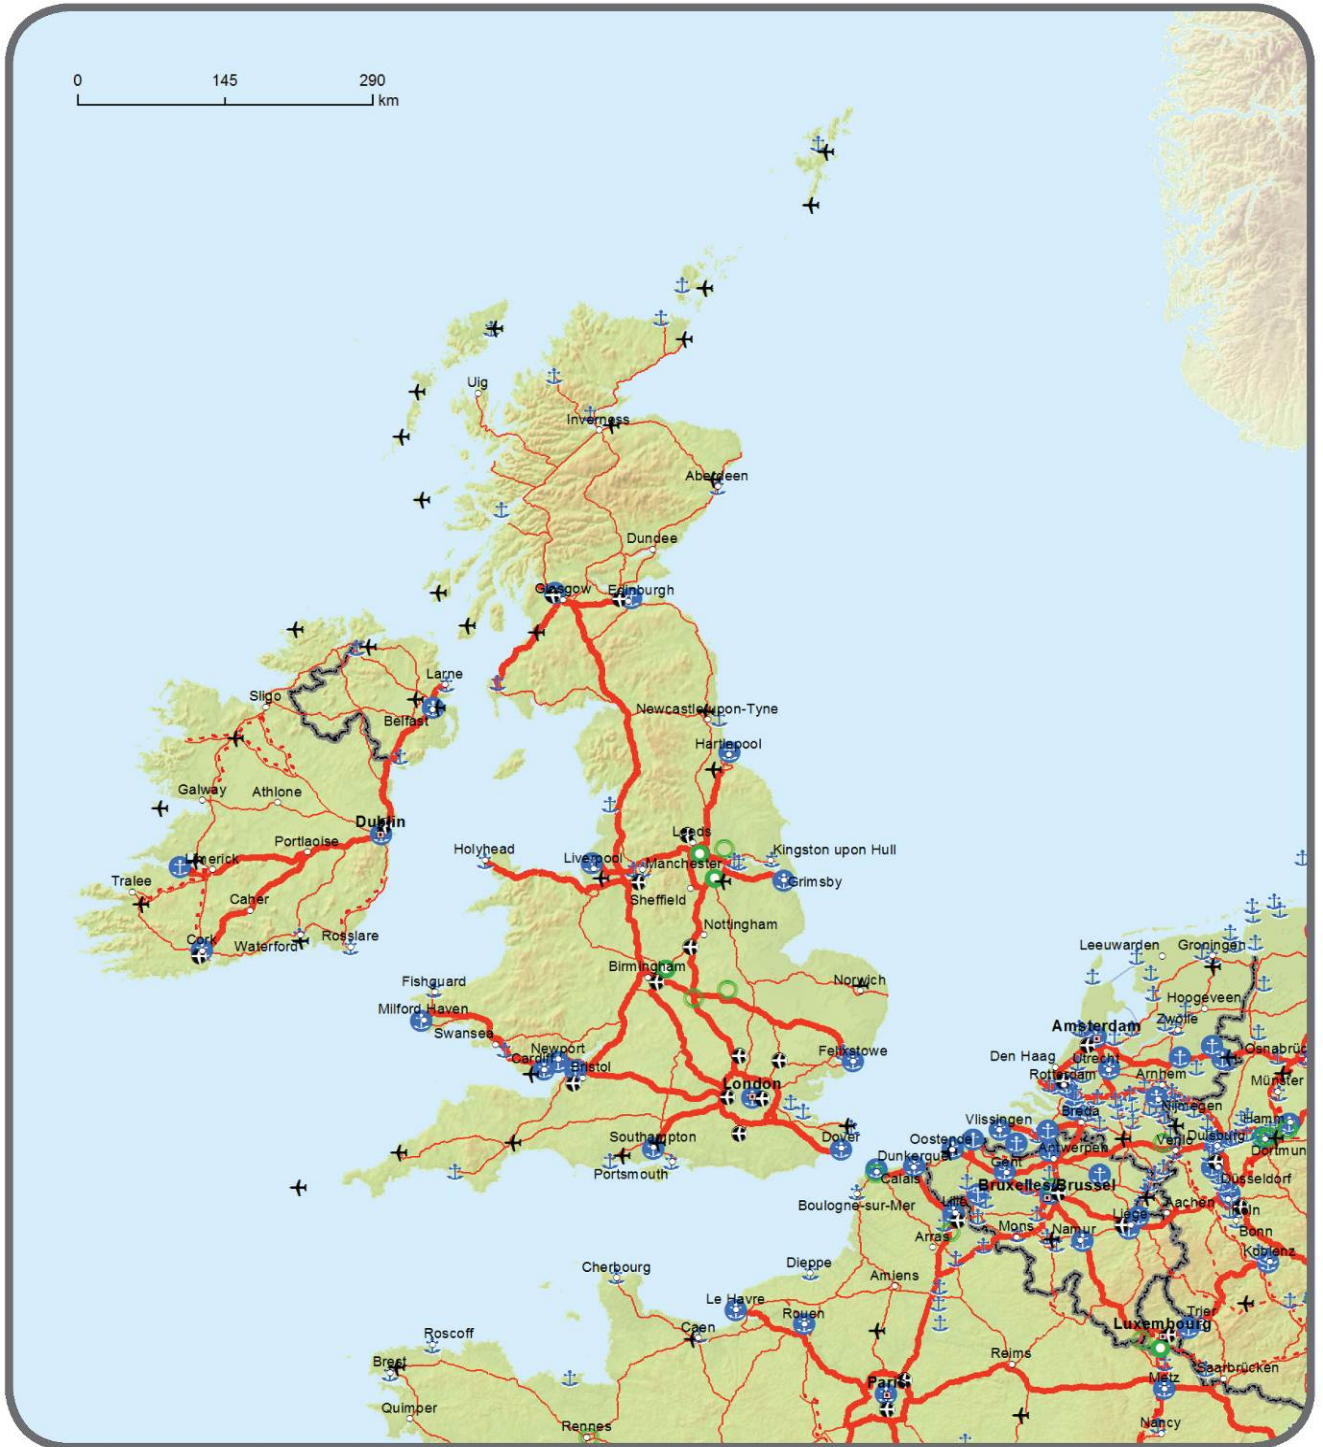 0 145 290
km
Uig
Inverness
Aberdeen
Dundee
Glasgow
Edinburgh
Larne
Sligo
Belfast
Newcastle-upon-Tyne
Hartlepool
Galway
Athlone
Dublin
Portlaoise
Leeds
Holyhead
Liverpool
Manchester
Kingston upon Hull
Limerick
Grimsby
Tralee
Sheffield
Caher
Nottingham
Cork
Waterford
Rosslare
Leeuwarden
Groningen
Birmingham
Norwich
Fishguard
Hoogeveen
Milford Haven
Zwolle
Swansea
Amsterdam
Newport
Felixstowe
Osnabrüc
Cardiff
Bristol
Den Haag
Utrecht
Rotterdam
Arnhem
Münster
London
Breda
Nijmegen
Vlissingen
Hamm
Southampton
Dover
Oostende
Antwerpen
Venlo
Duisburg
Dortmun
Portsmouth
Dunkerque
Gent
Calais
Bruxelles/Brussel
Düsseldorf
Boulogne-sur-Mer
Lille
Liege
Aachen
Köln
Arras
Mons
Namur
Bonn
Koblenz
Cherbourg
Dieppe
Amiens
Le Havre
Rouen
Trier
Luxembourg
Roscoff
Caen
Reims
Brest
Saarbrücken
Paris
Metz
Quimper
Rennes
Nancy